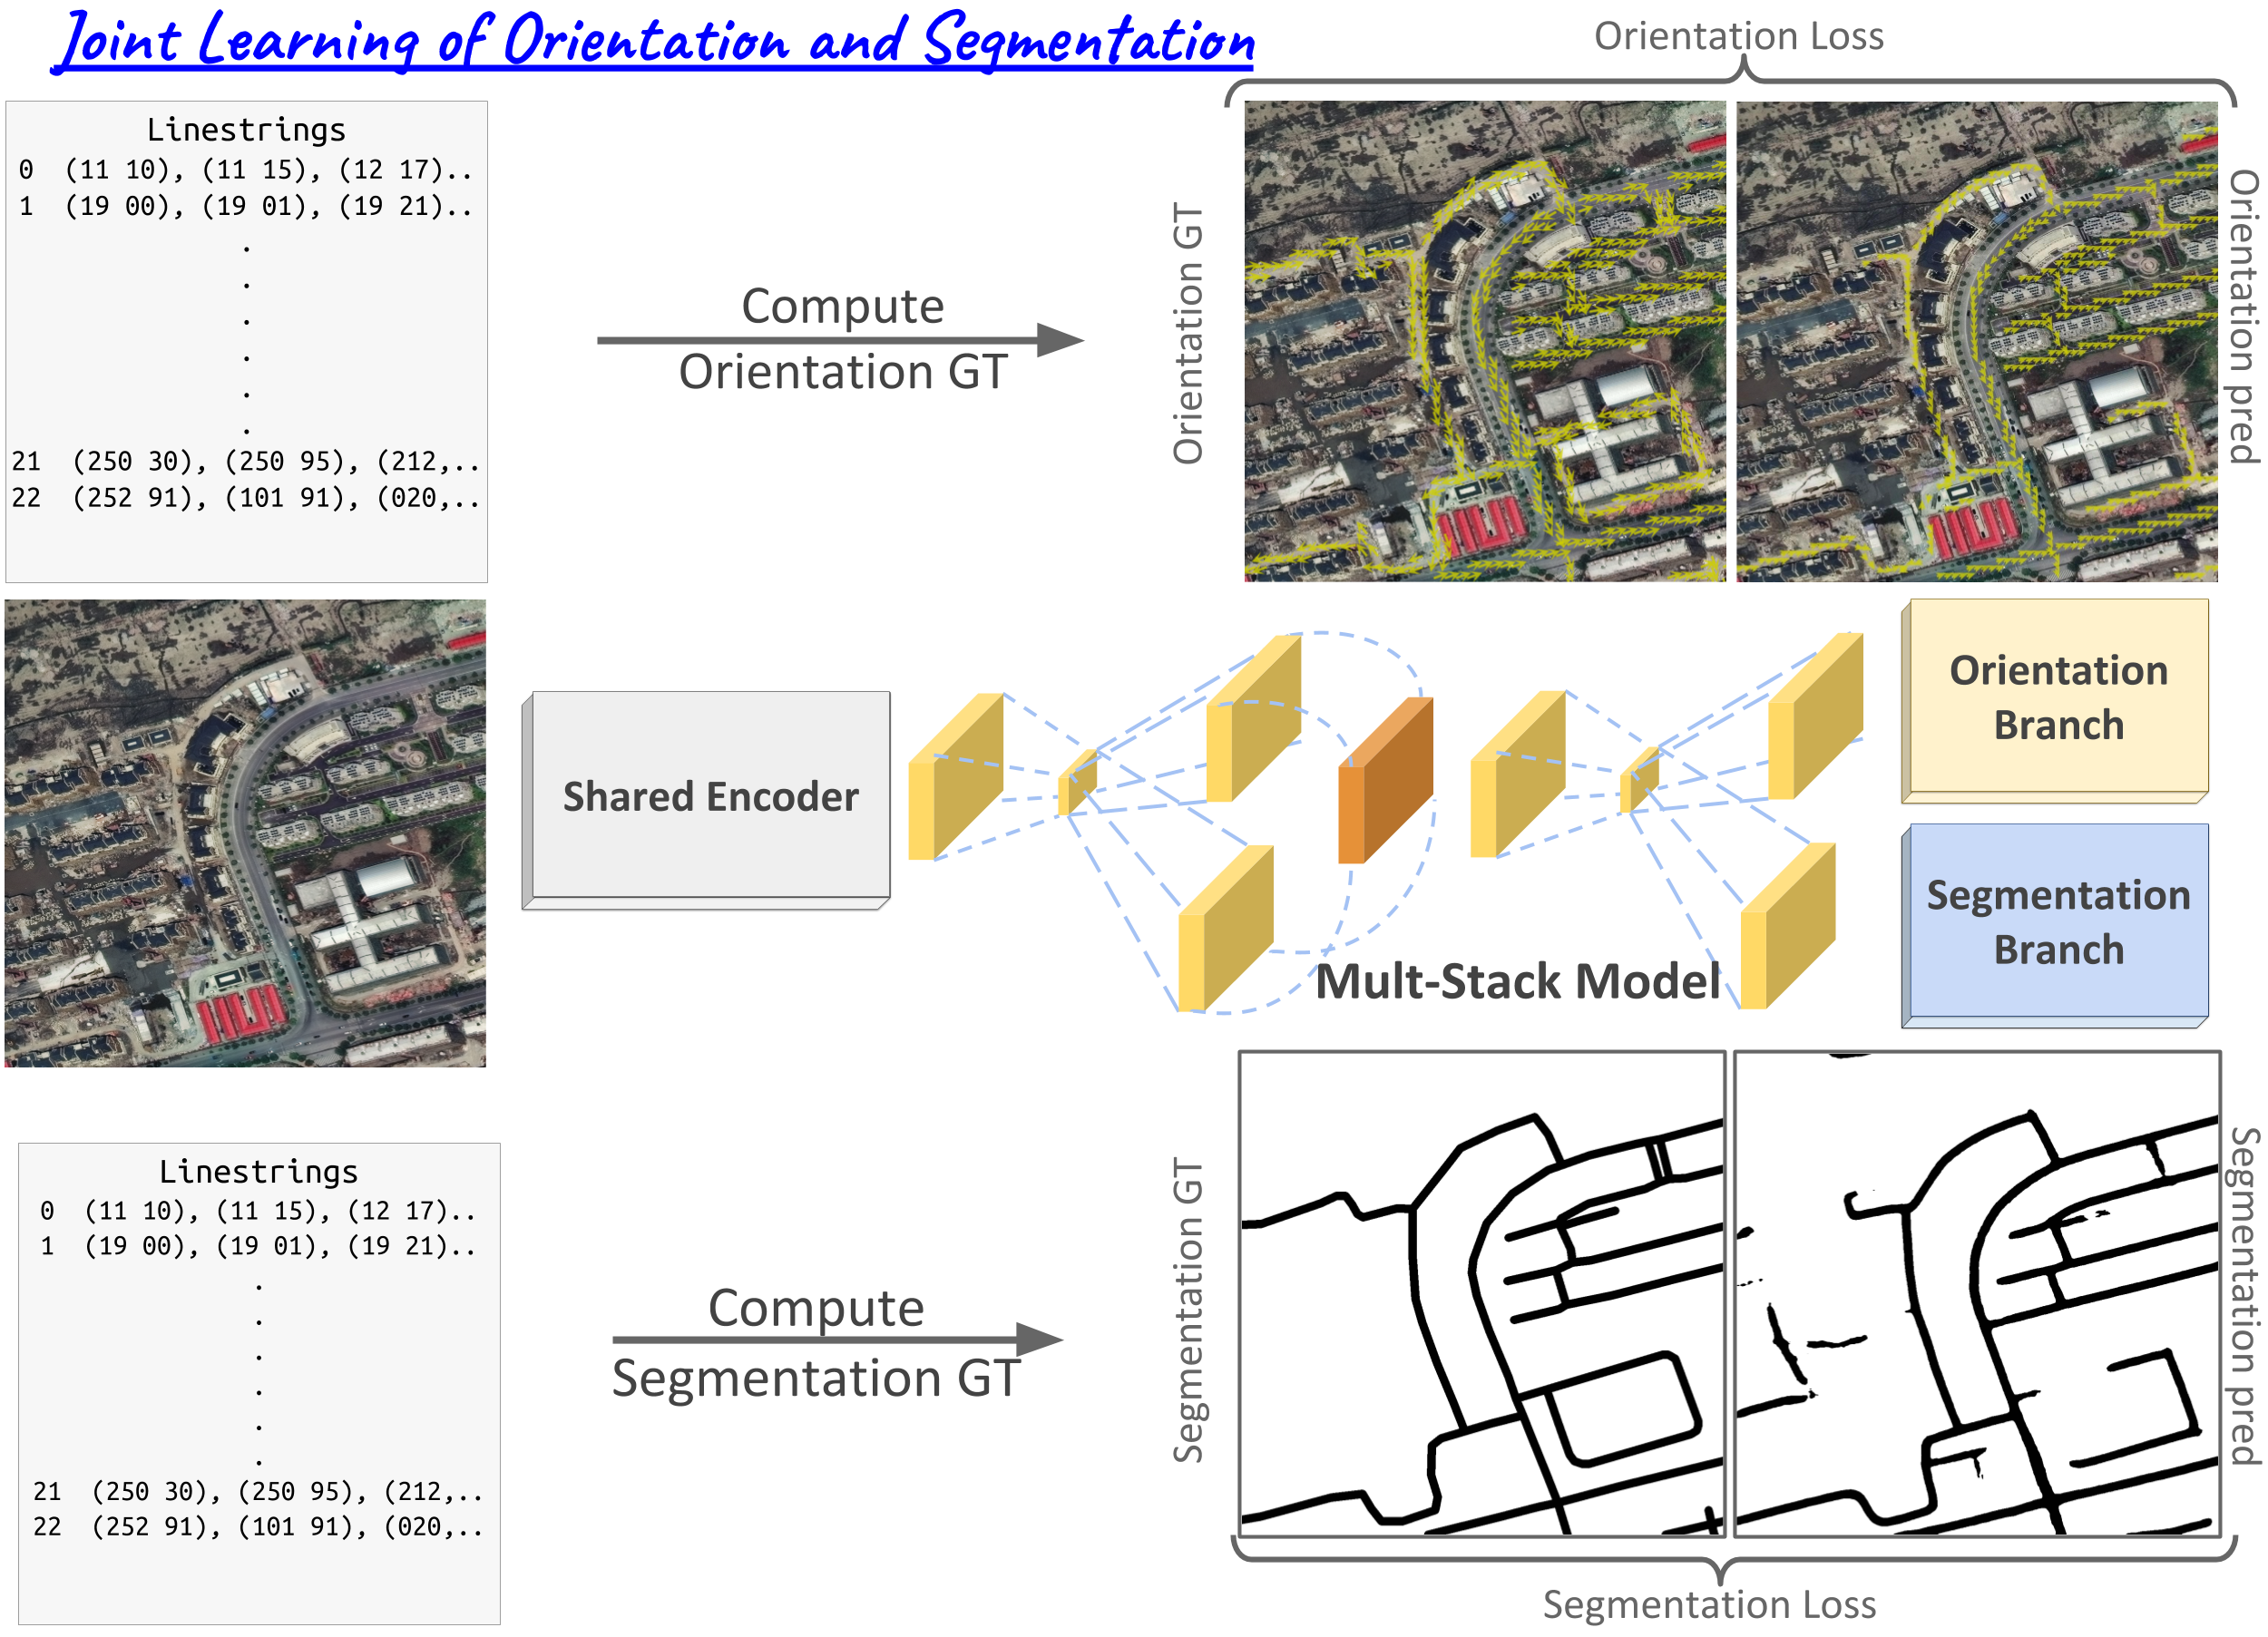 Joint Learning of Orientation and Segmentation
Orientation Loss
Linestrings
0 (11 10), (11 15), (12 17)..
1 (19 00), (19 01), (19 21)..
.
.
.
.
.
.
21 (250 30), (250 95), (212,..
22 (252 91), (101 91), (020,..
Compute
Orientation GT
Orientation GT
Orientation pred
Shared Encoder
Mult-Stack Model
Orientation
Branch
Segmentation
Branch
Linestrings
0 (11 10), (11 15), (12 17)..
1 (19 00), (19 01), (19 21)..
.
.
.
.
.
.
21 (250 30), (250 95), (212,..
22 (252 91), (101 91), (020,..
Compute
Segmentation GT
Segmentation GT
Segmentation pred
Segmentation Loss